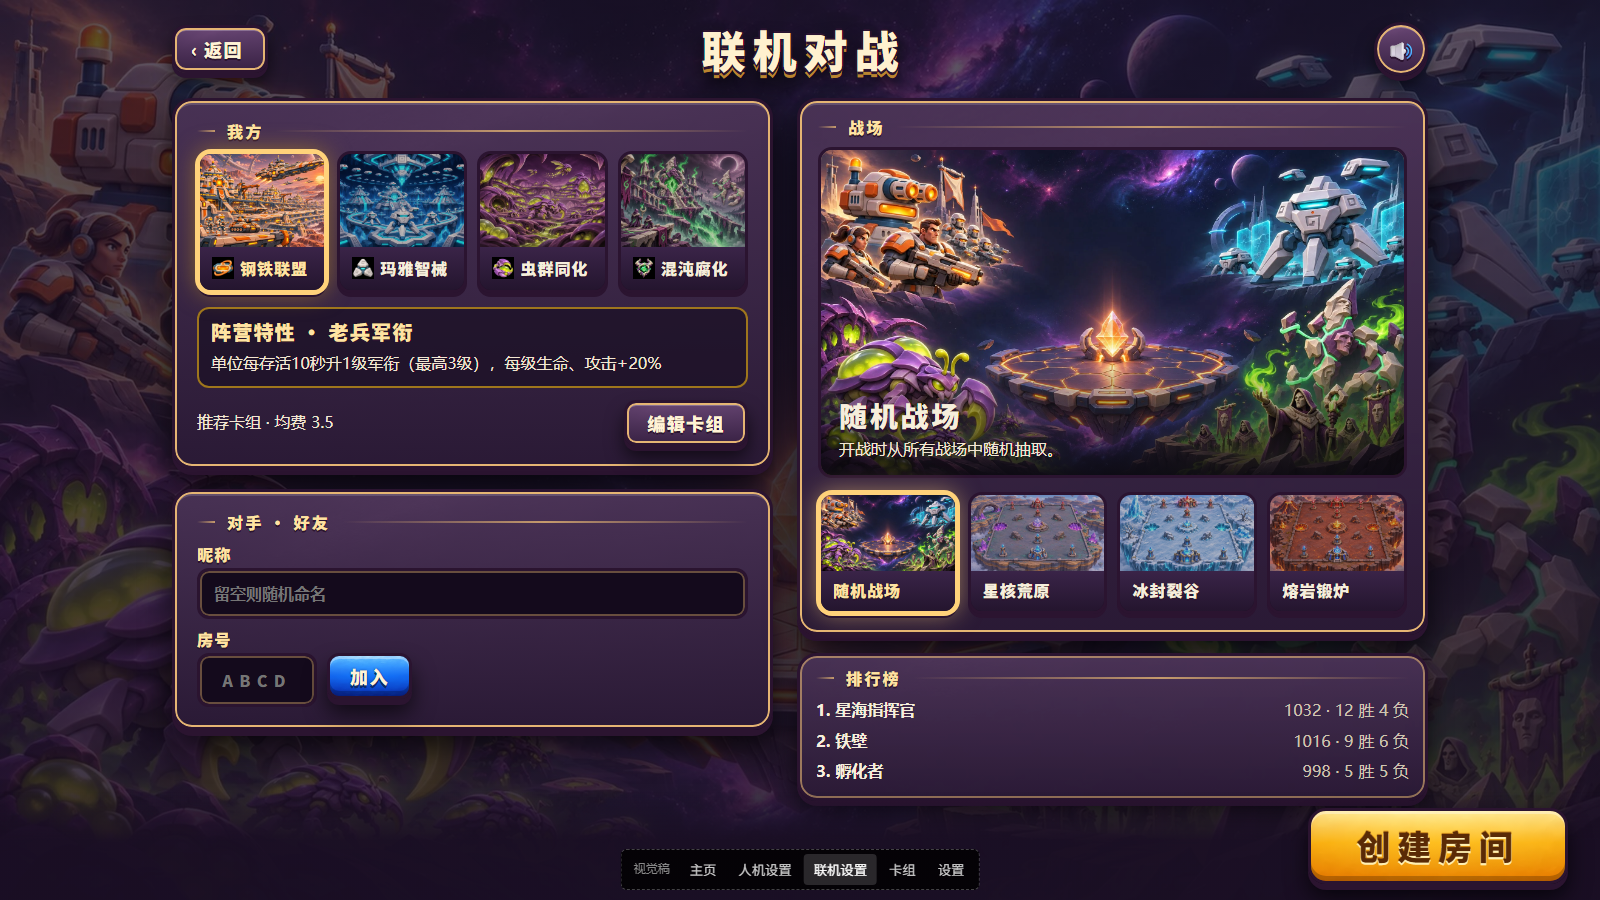 ‹ 返回
联机对战
我方
钢铁联盟
玛雅智械
虫群同化
混沌腐化
阵营特性 · 老兵军衔
单位每存活10秒升1级军衔（最高3级），每级生命、攻击+20%
推荐卡组 · 均费 3.5
编辑卡组
对手 · 好友
昵称
留空则随机命名
房号
ABCD
加入
战场
随机战场
开战时从所有战场中随机抽取。
随机战场
星核荒原
冰封裂谷
熔岩锻炉
排行榜
1. 星海指挥官 1032 · 12 胜 4 负
2. 铁壁 1016 · 9 胜 6 负
3. 孵化者 998 · 5 胜 5 负
创建房间
视觉稿 主页 人机设置 联机设置 卡组 设置